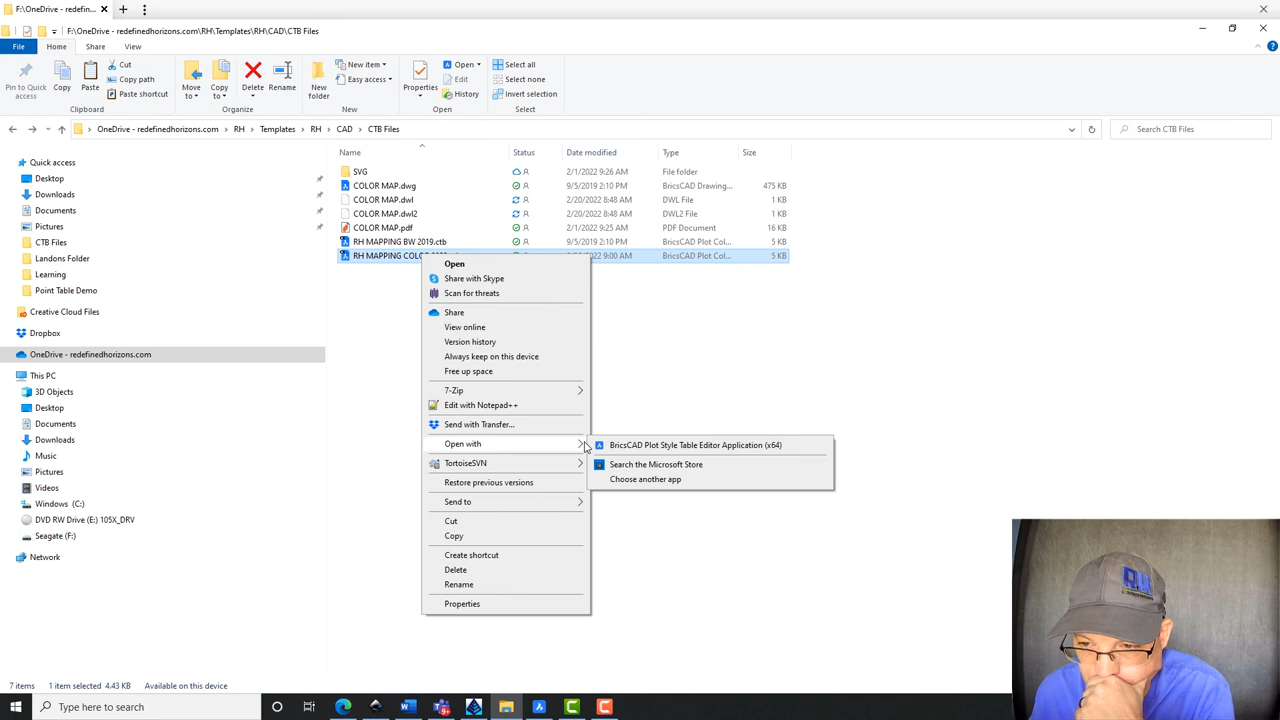 F:\OneDrive - redefin...
F:\OneDrive - redefinedhorizons.com\RH\Templates\RH\CAD\CTB Files
File Home Share View
Pin to Quick access
Copy
Paste
Cut
Copy path
Paste shortcut
Clipboard
Move to
Copy to
Delete
Rename
Organize
New folder
New item
Easy access
New
Properties
Open
Edit
History
Open
Select all
Select none
Invert selection
Select
OneDrive - redefinedhorizons.com RH Templates RH CAD CTB Files
Search CTB Files
Quick access
Desktop
Downloads
Documents
Pictures
CTB Files
Landons Folder
Learning
Point Table Demo
Creative Cloud Files
Dropbox
OneDrive - redefinedhorizons.com
This PC
3D Objects
Desktop
Documents
Downloads
Music
Pictures
Videos
Windows (C:)
DVD RW Drive (E:) 105X_DRV
Seagate (F:)
Network
Name Status Date modified Type Size
SVG 2/1/2022 9:26 AM File folder
COLOR MAP.dwg 9/5/2019 2:10 PM BricsCAD Drawing... 475 KB
COLOR MAP.dwl 2/20/2022 8:48 AM DWL File 1 KB
COLOR MAP.dwl2 2/20/2022 8:48 AM DWL2 File 1 KB
COLOR MAP.pdf 2/1/2022 9:25 AM PDF Document 16 KB
RH MAPPING BW 2019.ctb 9/5/2019 2:10 PM BricsCAD Plot Col... 5 KB
RH MAPPING 2022 9:00 AM BricsCAD Plot Col... 5 KB
Open
Share with Skype
Scan for threats
Share
View online
Version history
Always keep on this device
Free up space
7-Zip
Edit with Notepad++
Send with Transfer...
Open with
TortoiseSVN
Restore previous versions
Send to
Cut
Copy
Create shortcut
Delete
Rename
Properties
BricsCAD Plot Style Table Editor Application (x64)
Search the Microsoft Store
Choose another app
7 items 1 item selected 4.43 KB Available on this device
Type here to search